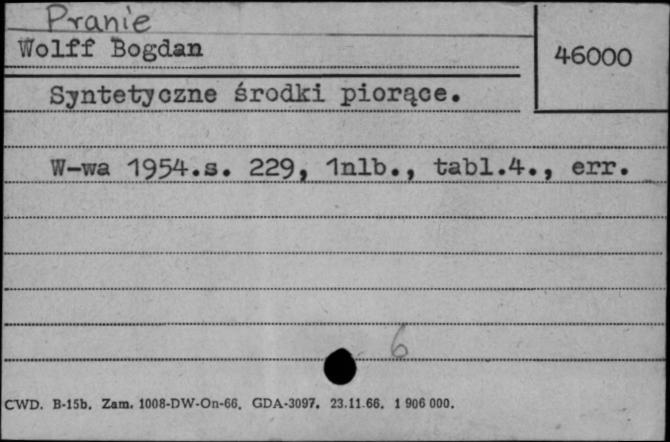 Pranie
Wolff Bogdan
46000
Syntetyczne środki piorące.
W-wa 1954.s. 229, 1nlb., tabl.4., err.
6
CWD. B-15b. Zam. 1008-DW-On-66. GDA-3097. 23.11.66. 1 906 000.